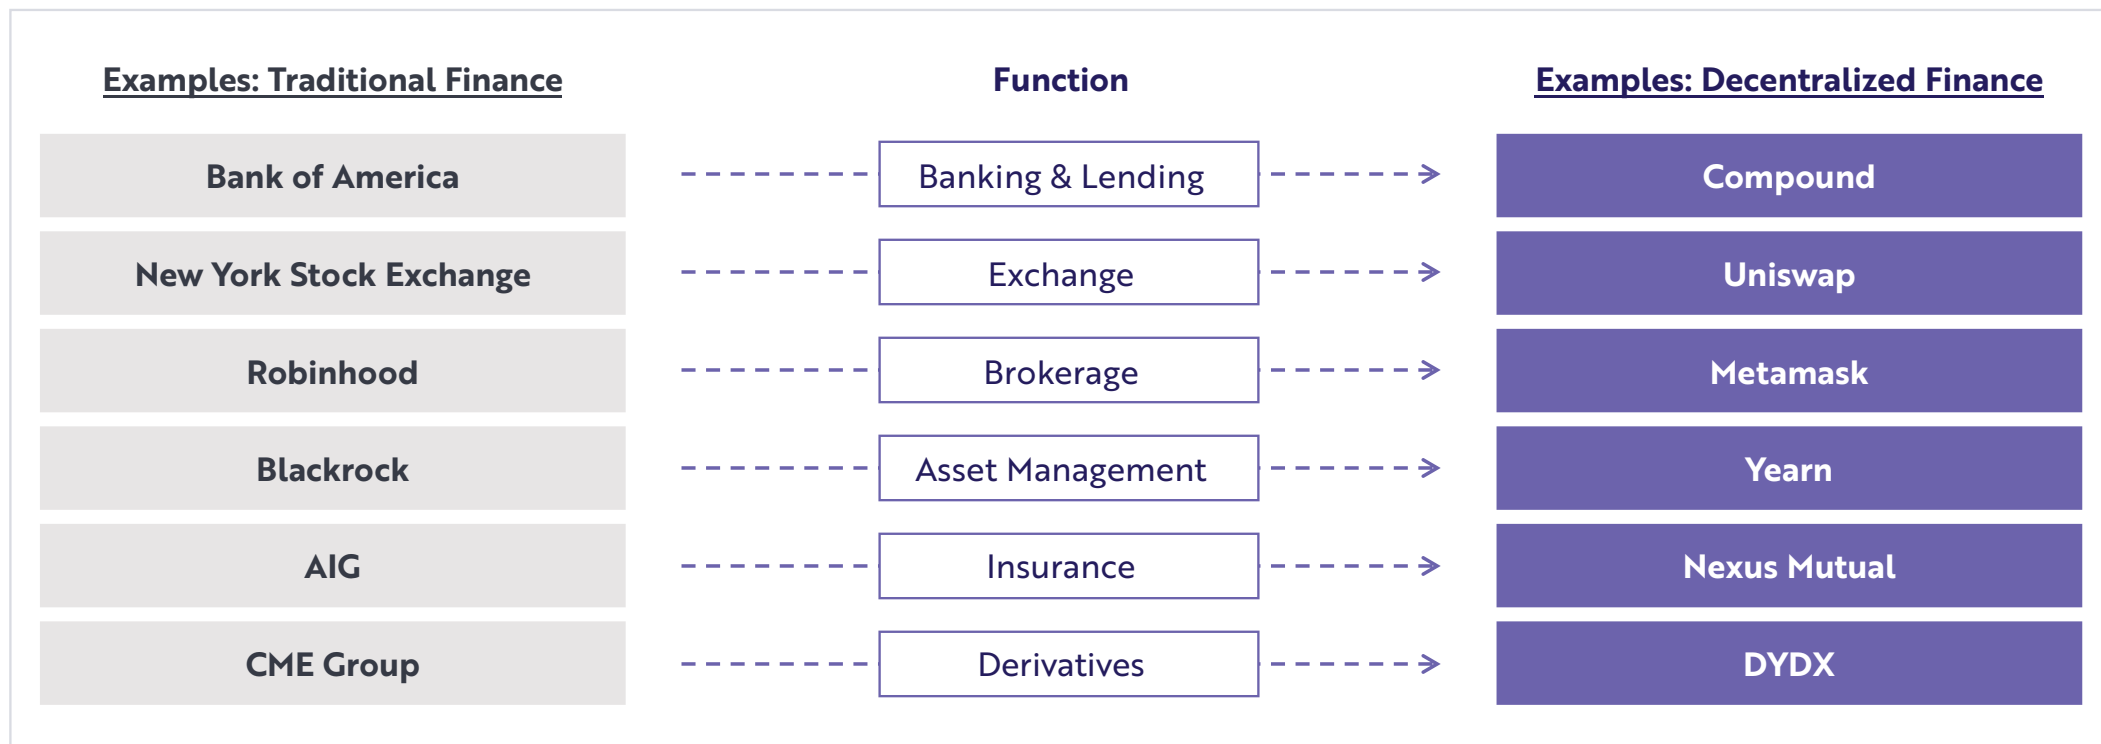 Examples: Traditional Finance Function Examples: Decentralized Finance
Bank of America Banking & Lending Compound
New York Stock Exchange Exchange Uniswap
Robinhood Brokerage Metamask
Blackrock Asset Management Yearn
AIG Insurance Nexus Mutual
CME Group Derivatives DYDX